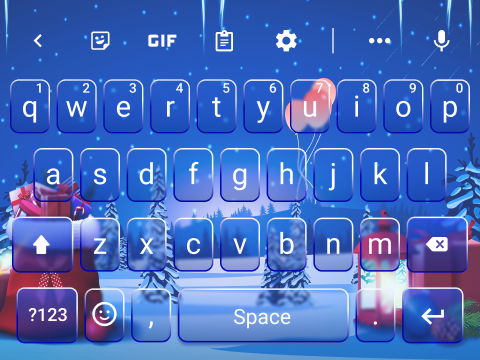 GIF
1 2 3 4 5 6 7 8 9 0
q w e r t y u i o p
a s d f g h j k l
z x c v b n m
?123 , Space .